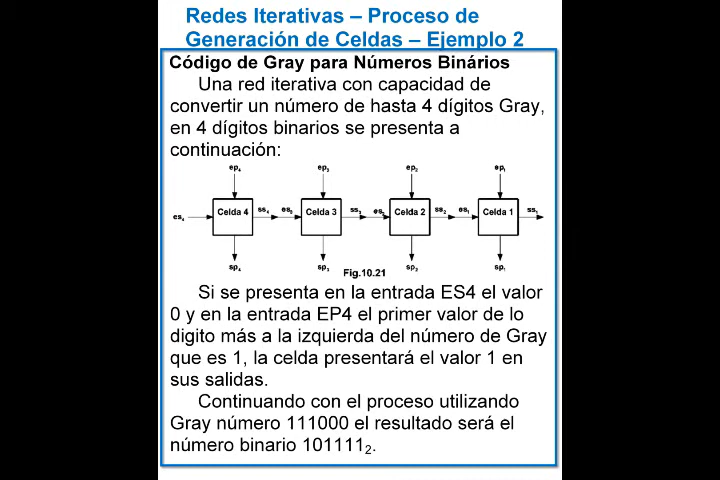 Redes Iterativas – Proceso de
Generación de Celdas – Ejemplo 2
Código de Gray para Números Binários
Una red iterativa con capacidad de
convertir un número de hasta 4 dígitos Gray,
en 4 dígitos binarios se presenta a
continuación:
ep4 ep3 ep2 ep1
es4 Celda 4 ss4 es3 Celda 3 ss3 es2 Celda 2 ss2 es1 Celda 1 ss1
sp4 sp3 sp2 sp1
Fig.10.21
Si se presenta en la entrada ES4 el valor
0 y en la entrada EP4 el primer valor de lo
digito más a la izquierda del número de Gray
que es 1, la celda presentará el valor 1 en
sus salidas.
Continuando con el proceso utilizando
Gray número 111000 el resultado será el
número binario 101111₂.